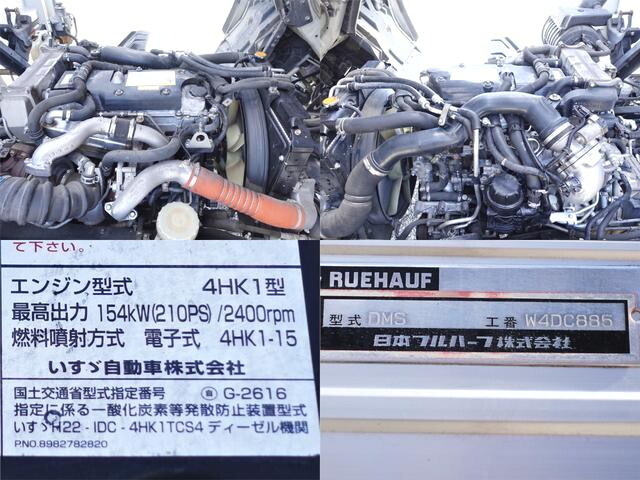 て下さい。
エンジン型式 4HK1型
最高出力 154kW(210PS)/2400rpm
燃料噴射方式 電子式 4HK1-15
いすゞ自動車株式会社
国土交通省型式指定番号 自 G-2616
指定に係る一酸化炭素等発散防止装置型式
いすゞH22-IDC-4HK1TCS4 ディーゼル機関
P.NO.8982782820
RUEHAUF
型式 DMS 工番 W4DC885
日本フルハーフ株式会社